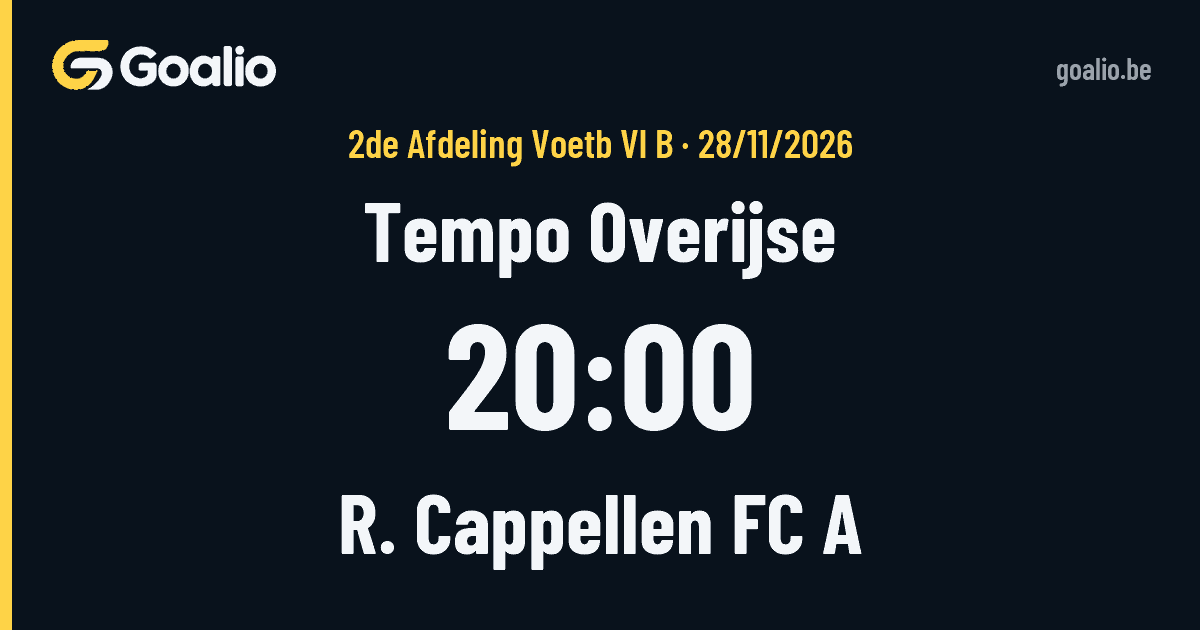 Goalio
goalio.be
2de Afdeling Voetb Vl B · 28/11/2026
Tempo Overijse
20:00
R. Cappellen FC A